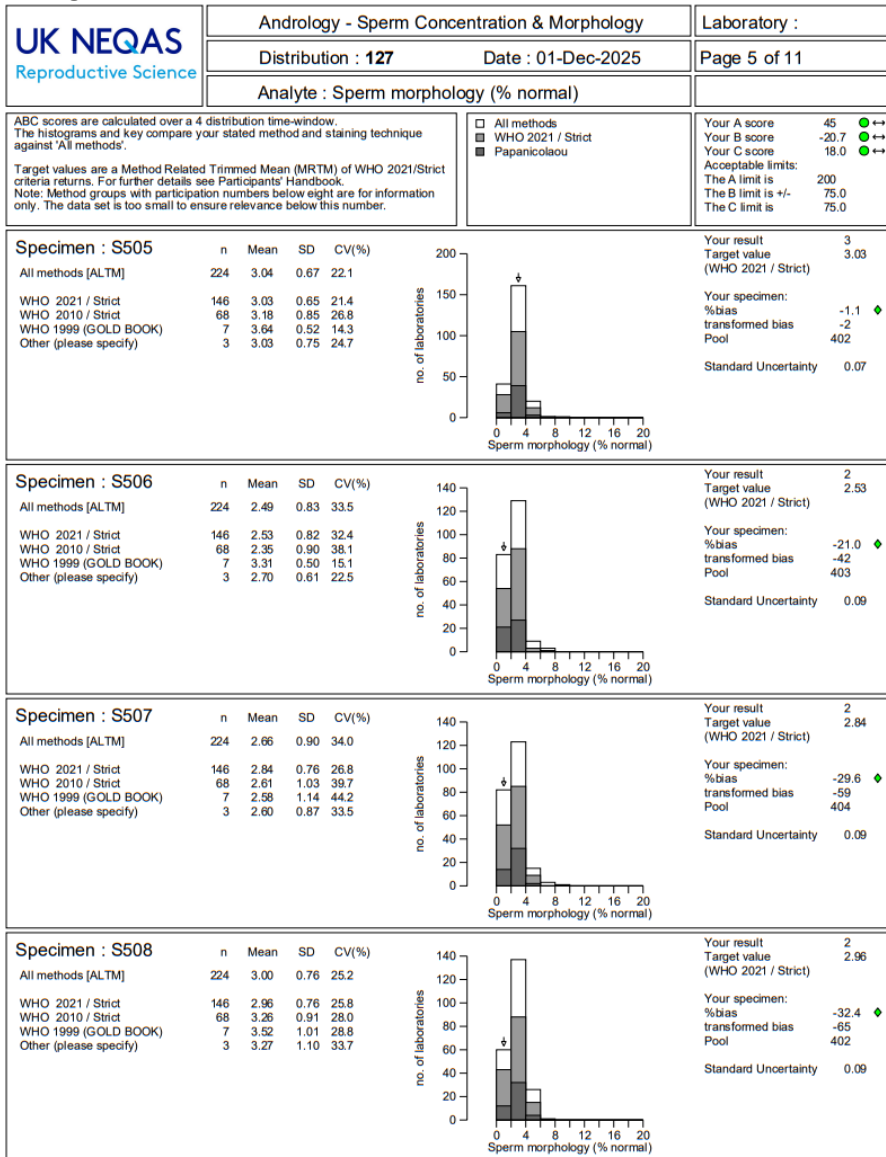 UK NEQAS
Reproductive Science
Andrology - Sperm Concentration & Morphology
Laboratory :
Distribution : 127 Date : 01-Dec-2025
Page 5 of 11
Analyte : Sperm morphology (% normal)
ABC scores are calculated over a 4 distribution time-window.
The histograms and key compare your stated method and staining technique
against 'All methods'.
Target values are a Method Related Trimmed Mean (MRTM) of WHO 2021/Strict
criteria returns. For further details see Participants' Handbook.
Note: Method groups with participation numbers below eight are for information
only. The data set is too small to ensure relevance below this number.
All methods
WHO 2021 / Strict
Papanicolaou
Your A score 45
Your B score -20.7
Your C score 18.0
Acceptable limits:
The A limit is 200
The B limit is +/- 75.0
The C limit is 75.0
Specimen : S505 n Mean SD CV(%)
All methods [ALTM] 224 3.04 0.67 22.1
WHO 2021 / Strict 146 3.03 0.65 21.4
WHO 2010 / Strict 68 3.18 0.85 26.8
WHO 1999 (GOLD BOOK) 7 3.64 0.52 14.3
Other (please specify) 3 3.03 0.75 24.7
no. of laboratories
200
150
100
50
0
0 4 8 12 16 20
Sperm morphology (% normal)
Your result 3
Target value 3.03
(WHO 2021 / Strict)
Your specimen:
%bias -1.1
transformed bias -2
Pool 402
Standard Uncertainty 0.07
Specimen : S506 n Mean SD CV(%)
All methods [ALTM] 224 2.49 0.83 33.5
WHO 2021 / Strict 146 2.53 0.82 32.4
WHO 2010 / Strict 68 2.35 0.90 38.1
WHO 1999 (GOLD BOOK) 7 3.31 0.50 15.1
Other (please specify) 3 2.70 0.61 22.5
no. of laboratories
140
120
100
80
60
40
20
0
0 4 8 12 16 20
Sperm morphology (% normal)
Your result 2
Target value 2.53
(WHO 2021 / Strict)
Your specimen:
%bias -21.0
transformed bias -42
Pool 403
Standard Uncertainty 0.09
Specimen : S507 n Mean SD CV(%)
All methods [ALTM] 224 2.66 0.90 34.0
WHO 2021 / Strict 146 2.84 0.76 26.8
WHO 2010 / Strict 68 2.61 1.03 39.7
WHO 1999 (GOLD BOOK) 7 2.58 1.14 44.2
Other (please specify) 3 2.60 0.87 33.5
no. of laboratories
140
120
100
80
60
40
20
0
0 4 8 12 16 20
Sperm morphology (% normal)
Your result 2
Target value 2.84
(WHO 2021 / Strict)
Your specimen:
%bias -29.6
transformed bias -59
Pool 404
Standard Uncertainty 0.09
Specimen : S508 n Mean SD CV(%)
All methods [ALTM] 224 3.00 0.76 25.2
WHO 2021 / Strict 146 2.96 0.76 25.8
WHO 2010 / Strict 68 3.26 0.91 28.0
WHO 1999 (GOLD BOOK) 7 3.52 1.01 28.8
Other (please specify) 3 3.27 1.10 33.7
no. of laboratories
140
120
100
80
60
40
20
0
0 4 8 12 16 20
Sperm morphology (% normal)
Your result 2
Target value 2.96
(WHO 2021 / Strict)
Your specimen:
%bias -32.4
transformed bias -65
Pool 402
Standard Uncertainty 0.09